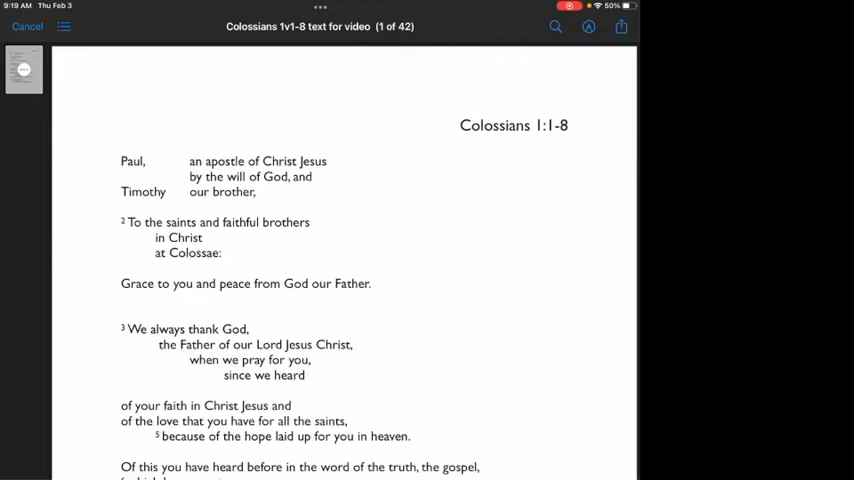 9:19 AM Thu Feb 3
50%
Cancel
Colossians 1v1-8 text for video (1 of 42)
Colossians 1:1-8
Paul, an apostle of Christ Jesus
by the will of God, and
Timothy our brother,
2 To the saints and faithful brothers
in Christ
at Colossae:
Grace to you and peace from God our Father.
3 We always thank God,
the Father of our Lord Jesus Christ,
when we pray for you,
since we heard
of your faith in Christ Jesus and
of the love that you have for all the saints,
5 because of the hope laid up for you in heaven.
Of this you have heard before in the word of the truth, the gospel,